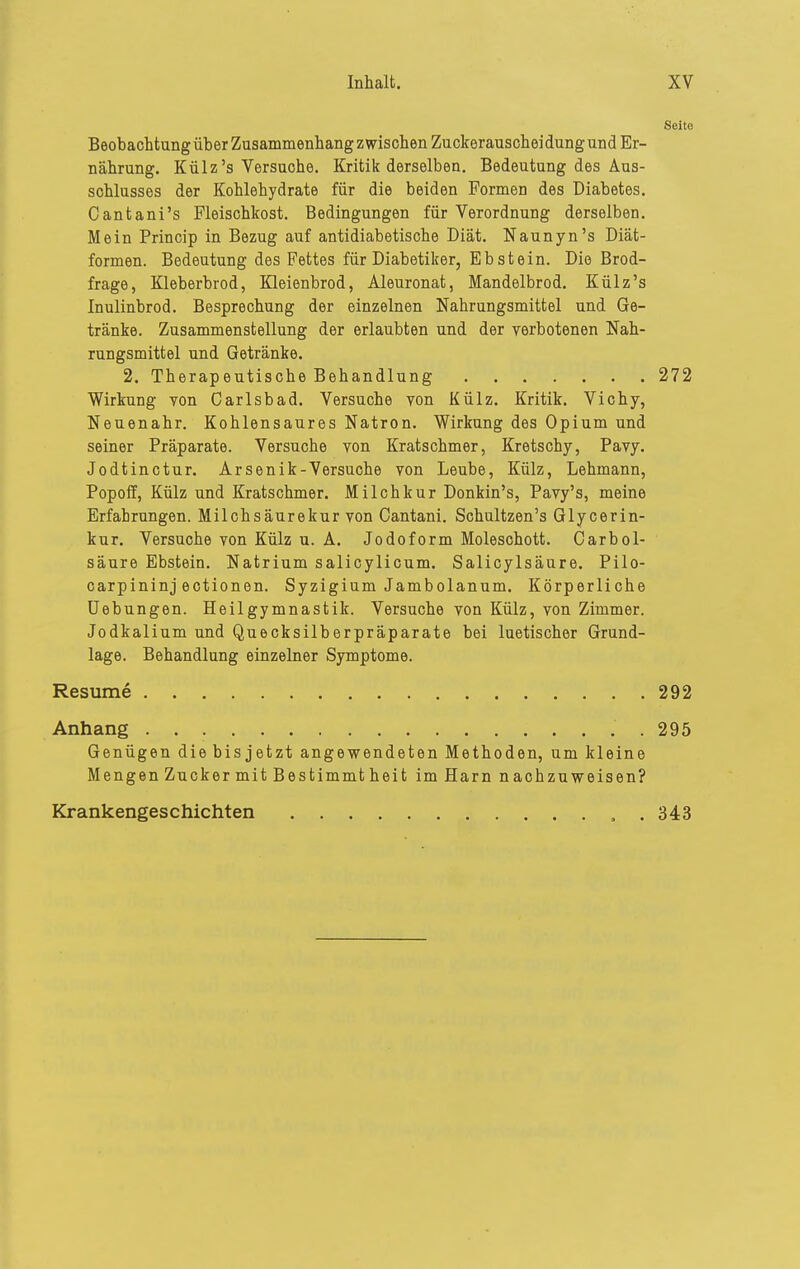 Inhalt. XV
Seite
Beobachtung über Zusammenhang zwischen Zuckerausscheidung und Er-
nährung. Külz's Versuche. Kritik derselben. Bedeutung des Aus-
schlusses der Kohlehydrate für die beiden Formen des Diabetes.
Cantani's Fleischkost. Bedingungen für Verordnung derselben.
Mein Princip in Bezug auf antidiabetische Diät. Naunyn's Diät-
formen. Bedeutung des Fettes für Diabetiker, Ebstein. Die Brod-
frage, Kleberbrod, Kleienbrod, Aleuronat, Mandelbrod. Külz's
Inulinbrod. Besprechung der einzelnen Nahrungsmittel und Ge-
tränke. Zusammenstellung der erlaubten und der verbotenen Nah-
rungsmittel und Getränke.
2. Therapeutische Behandlung . . . . . . . 272
Wirkung von Carlsbad. Versuche von Külz. Kritik. Vichy,
Neuenahr. Kohlensaures Natron. Wirkung des Opium und
seiner Präparate. Versuche von Kratschmer, Kretschy, Pavy.
Jodtinctur. Arsenik-Versuche von Leube, Külz, Lehmann,
Popoff, Külz und Kratschmer. Milchkur Donkin's, Pavy's, meine
Erfahrungen. Milchsäurekur von Cantani. Schultzen's Glycerin-
kur. Versuche von Külz u. A. Jodoform Moleschott. Carbol-
säure Ebstein. Natrium salicylicum. Salicylsäure. Pilo-
carpininjectionen. Syzigium Jambolanum. Körperliche
Uebungen. Heilgymnastik. Versuche von Külz, von Zimmer.
Jodkalium und Quecksilberpräparate bei luetischer Grund-
lage. Behandlung einzelner Symptome.
Resumé . . . . . . . . . . . . . . . . . . 292
Anhang . . . . . . . . . . . . . . . . . . 295
Genügen die bis jetzt angewendeten Methoden, um kleine
Mengen Zucker mit Bestimmtheit im Harn nachzuweisen?
Krankengeschichten . . . . . . . . . . . . . 343